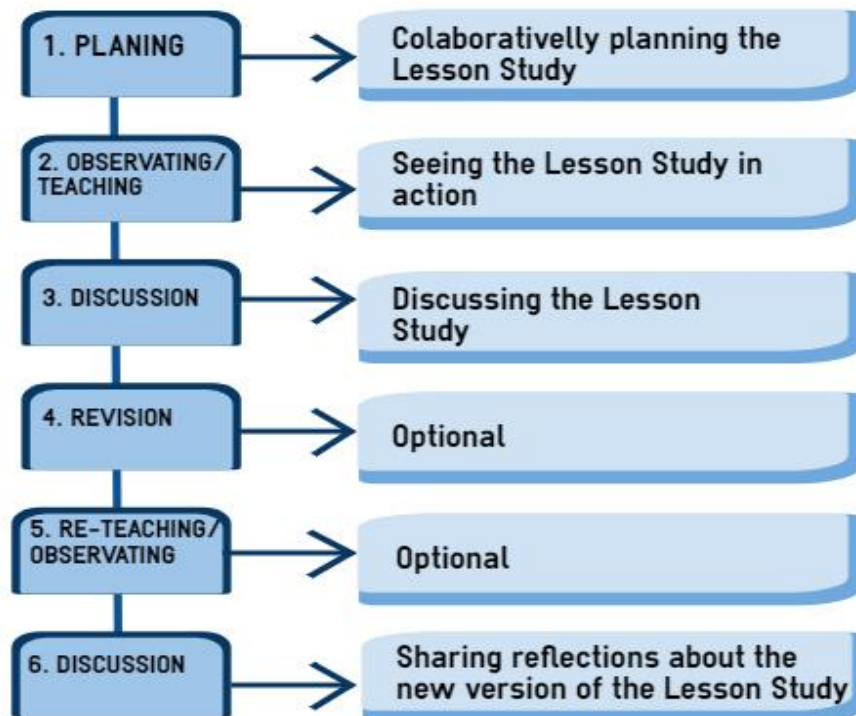 1. PLANING
Colaborativelly planning the
Lesson Study
2. OBSERVATING/
TEACHING
Seeing the Lesson Study in
action
3. DISCUSSION
Discussing the Lesson
Study
4. REVISION
Optional
5. RE-TEACHING/
OBSERVATING
Optional
6. DISCUSSION
Sharing reflections about the
new version of the Lesson Study